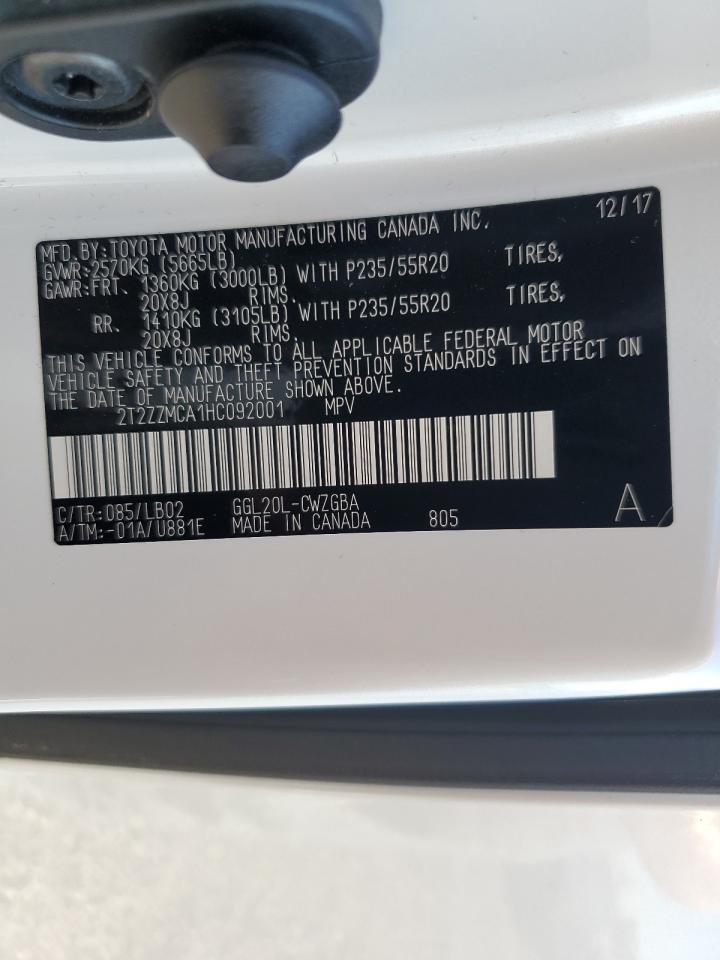 12/17
MFD.BY:TOYOTA MOTOR MANUFACTURING CANADA INC.
GVWR:2570KG (5665LB)
GAWR:FRT. 1360KG (3000LB) WITH P235/55R20 TIRES,
20X8J RIMS.
RR. 1410KG (3105LB) WITH P235/55R20 TIRES,
20X8J RIMS.
THIS VEHICLE CONFORMS TO ALL APPLICABLE FEDERAL MOTOR
VEHICLE SAFETY AND THEFT PREVENTION STANDARDS IN EFFECT ON
THE DATE OF MANUFACTURE SHOWN ABOVE.
2T2ZZMCA1HC092001 MPV
C/TR:085/LB02 GGL20L-CWZGBA
A/TM:-01A/U881E MADE IN CANADA 805 A